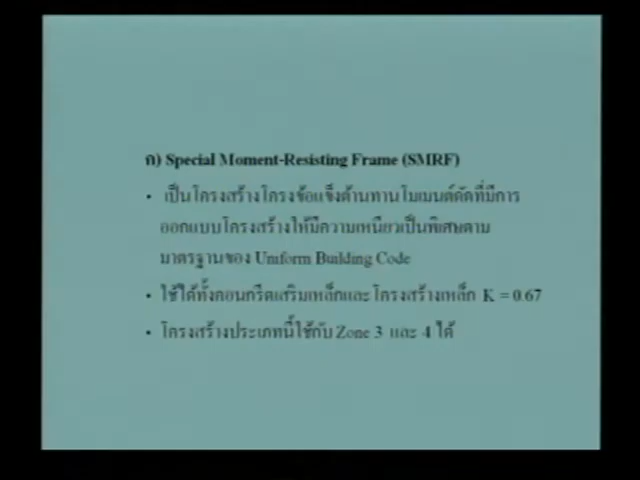 ก) Special Moment-Resisting Frame (SMRF)
• เป็นโครงสร้างโครงข้อแข็งต้านทานโมเมนต์ดัดที่มีการ
ออกแบบโครงสร้างให้มีความเหนียวเป็นพิเศษตาม
มาตรฐานของ Uniform Building Code
• ใช้ได้ทั้งคอนกรีตเสริมเหล็กและโครงสร้างเหล็ก K = 0.67
• โครงสร้างประเภทนี้ใช้กับ Zone 3 และ 4 ได้